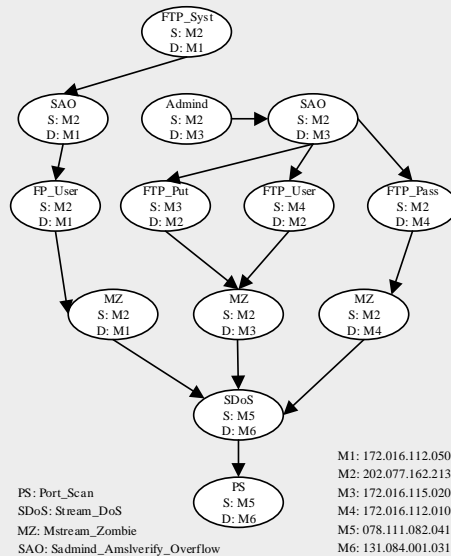 FTP_Syst
S: M2
D: M1
SAO
S: M2
D: M1
Admind
S: M2
D: M3
SAO
S: M2
D: M3
FP_User
S: M2
D: M1
FTP_Put
S: M3
D: M2
FTP_User
S: M4
D: M2
FTP_Pass
S: M2
D: M4
MZ
S: M2
D: M1
MZ
S: M2
D: M3
MZ
S: M2
D: M4
SDoS
S: M5
D: M6
PS
S: M5
D: M6
PS: Port_Scan
SDoS: Stream_DoS
MZ: Mstream_Zombie
SAO: Sadmind_Amslverify_Overflow
M1: 172.016.112.050
M2: 202.077.162.213
M3: 172.016.115.020
M4: 172.016.112.010
M5: 078.111.082.041
M6: 131.084.001.031